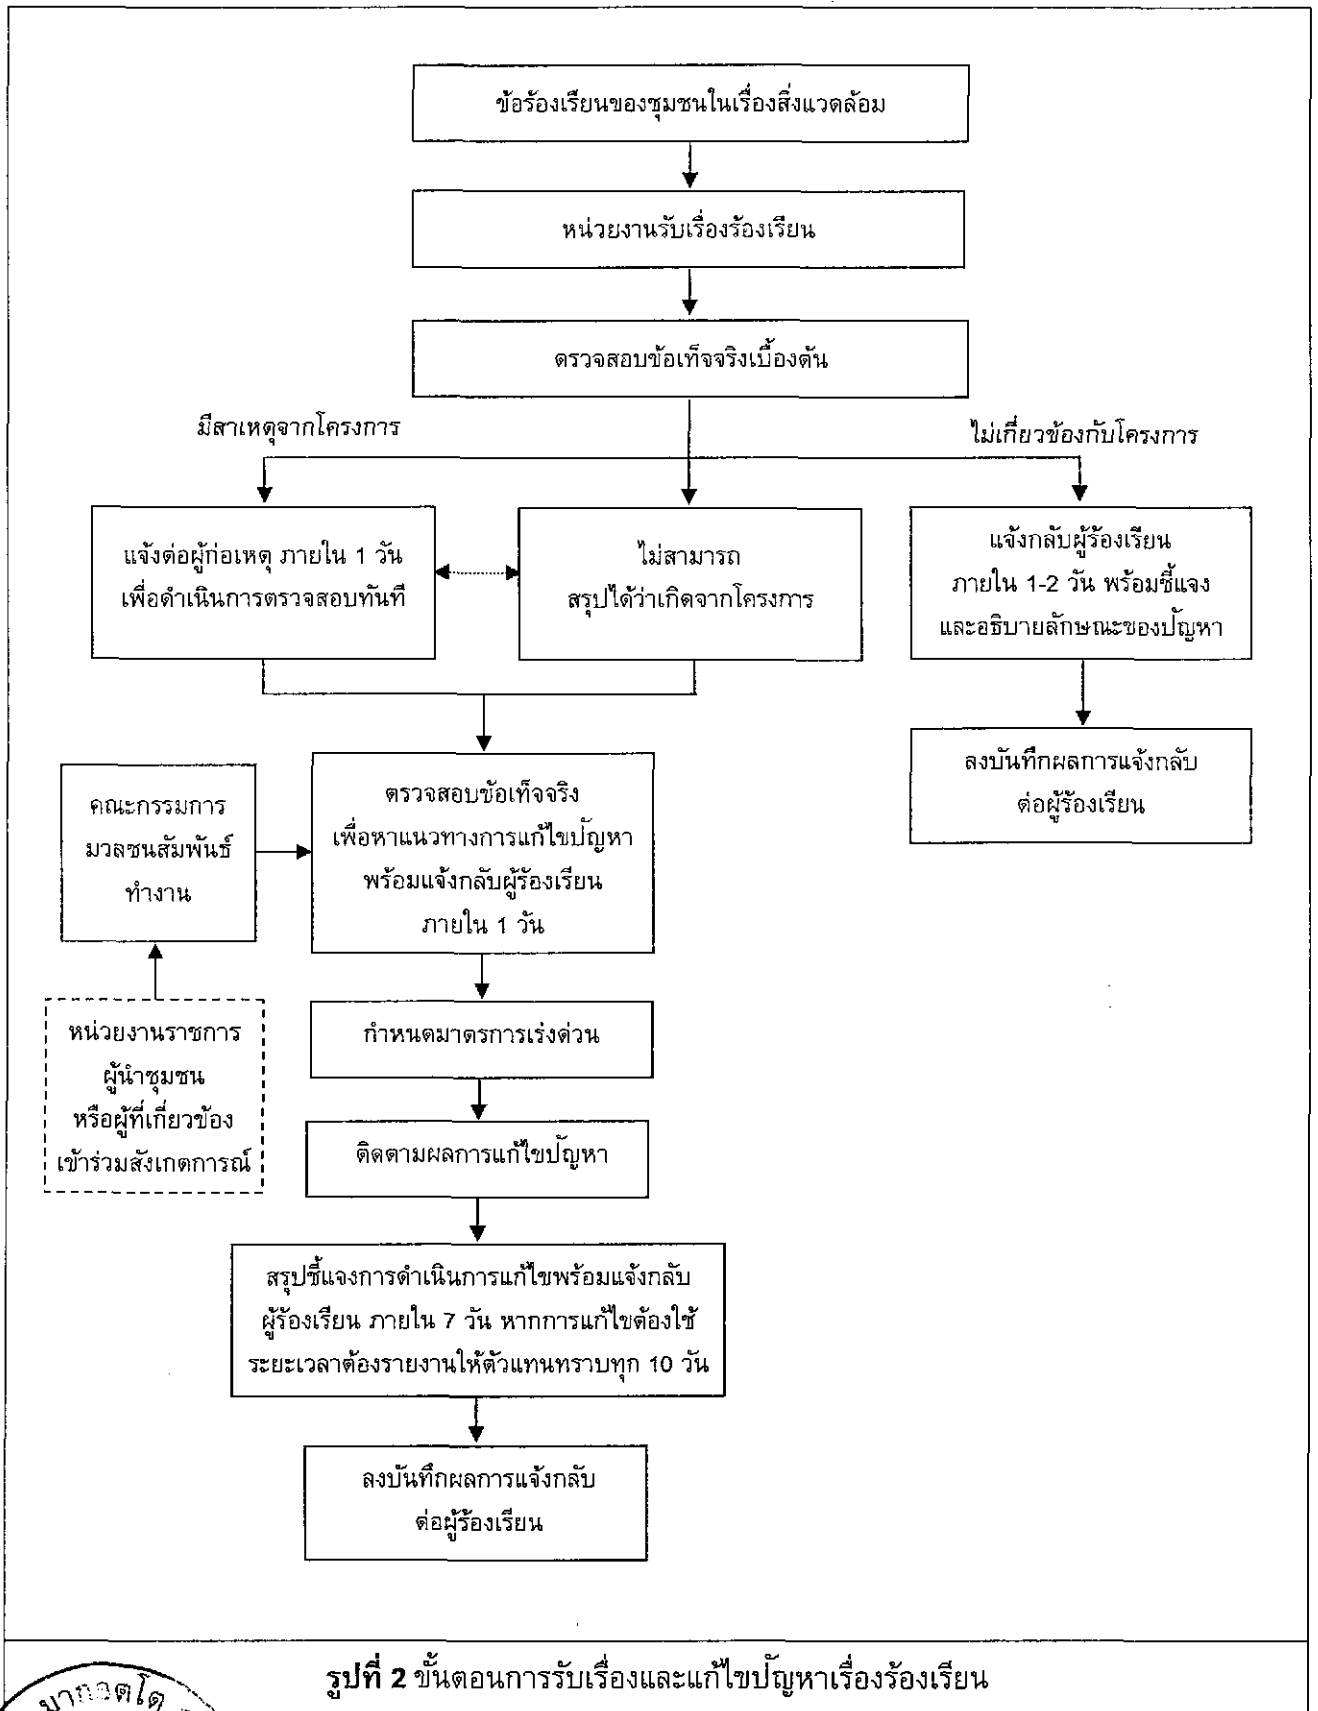 ข้อร้องเรียนของชุมชนในเรื่องสิ่งแวดล้อม
หน่วยงานรับเรื่องร้องเรียน
ตรวจสอบข้อเท็จจริงเบื้องต้น
มีสาเหตุจากโครงการ
ไม่เกี่ยวข้องกับโครงการ
แจ้งต่อผู้ก่อเหตุ ภายใน 1 วัน
เพื่อดำเนินการตรวจสอบทันที
ไม่สามารถ
สรุปได้ว่าเกิดจากโครงการ
แจ้งกลับผู้ร้องเรียน
ภายใน 1-2 วัน พร้อมชี้แจง
และอธิบายลักษณะของปัญหา
ลงบันทึกผลการแจ้งกลับ
ต่อผู้ร้องเรียน
คณะกรรมการ
มวลชนสัมพันธ์
ทำงาน
ตรวจสอบข้อเท็จจริง
เพื่อหาแนวทางการแก้ไขปัญหา
พร้อมแจ้งกลับผู้ร้องเรียน
ภายใน 1 วัน
หน่วยงานราชการ
ผู้นำชุมชน
หรือผู้ที่เกี่ยวข้อง
เข้าร่วมสังเกตการณ์
กำหนดมาตรการเร่งด่วน
ติดตามผลการแก้ไขปัญหา
สรุปชี้แจงการดำเนินการแก้ไขพร้อมแจ้งกลับ
ผู้ร้องเรียน ภายใน 7 วัน หากการแก้ไขต้องใช้
ระยะเวลาต้องรายงานให้ตัวแทนทราบทุก 10 วัน
ลงบันทึกผลการแจ้งกลับ
ต่อผู้ร้องเรียน
รูปที่ 2 ขั้นตอนการรับเรื่องและแก้ไขปัญหาเรื่องร้องเรียน